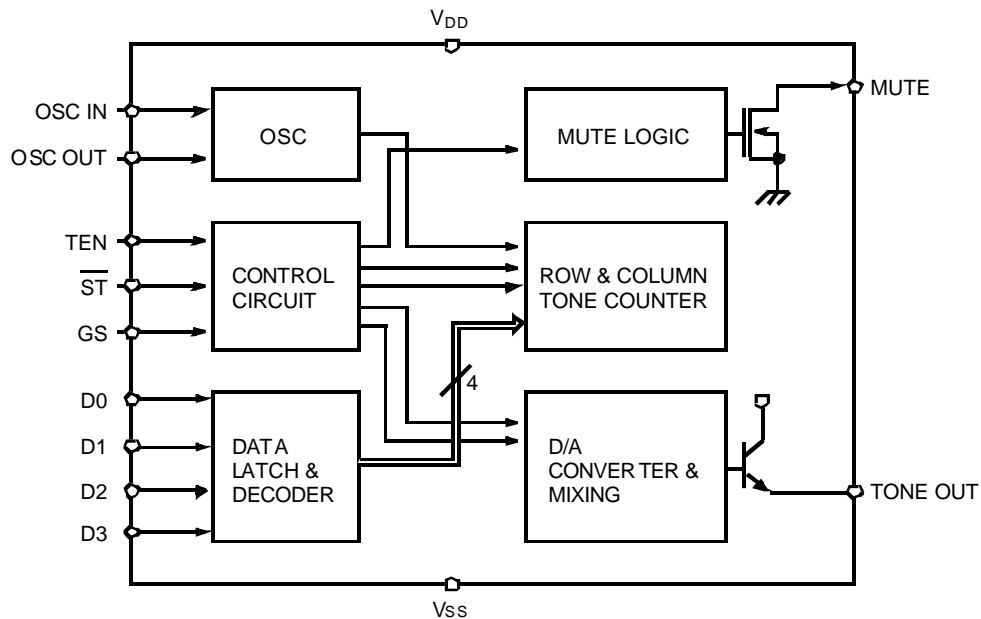 VDD
OSC IN
OSC
MUTE LOGIC
MUTE
OSC OUT
TEN
ST
GS
CONTROL
CIRCUIT
ROW & COLUMN
TONE COUNTER
4
D0
D1
D2
D3
DATA
LATCH &
DECODER
D/A
CONVERTER &
MIXING
TONE OUT
VSS